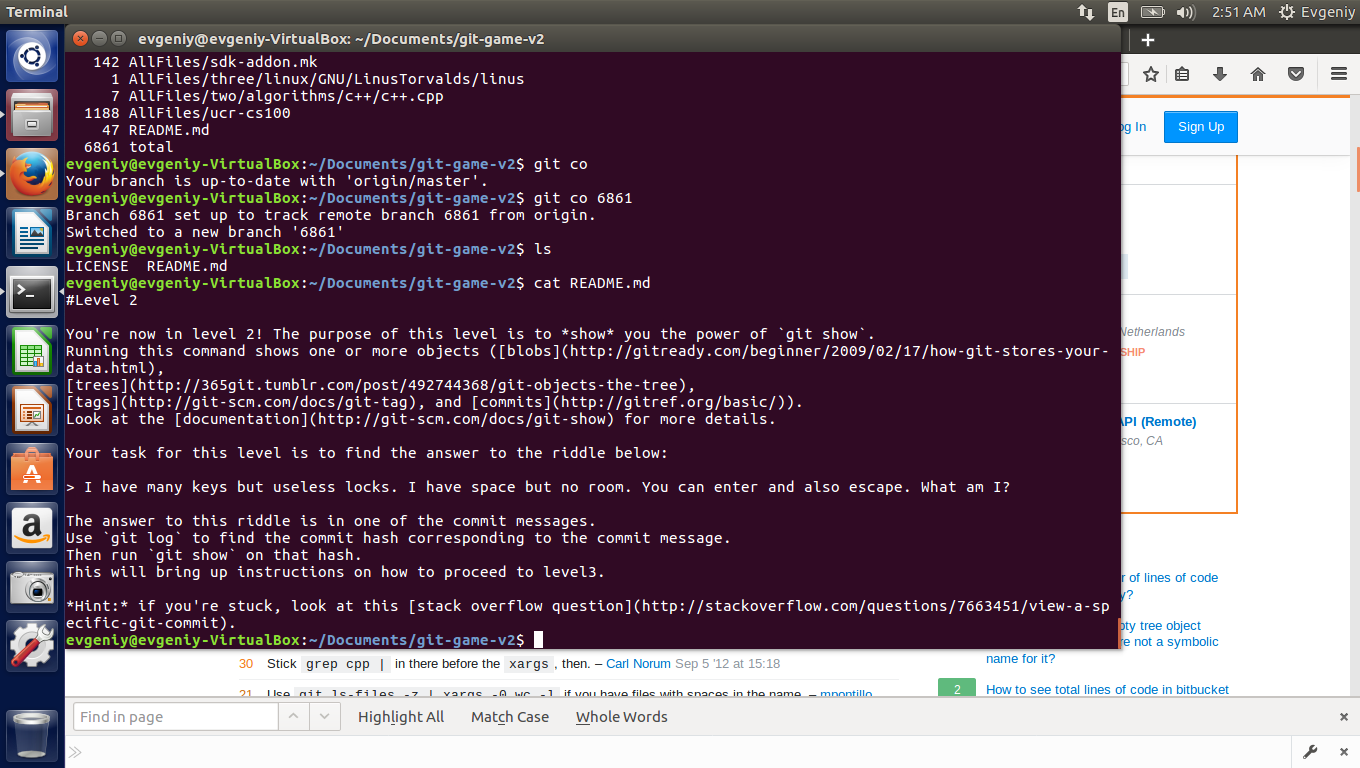 Terminal
En
2:51 AM
Evgeniy
evgeniy@evgeniy-VirtualBox: ~/Documents/git-game-v2
   142 AllFiles/sdk-addon.mk
     1 AllFiles/three/linux/GNU/LinusTorvalds/linus
     7 AllFiles/two/algorithms/c++/c++.cpp
  1188 AllFiles/ucr-cs100
    47 README.md
  6861 total
evgeniy@evgeniy-VirtualBox:~/Documents/git-game-v2$ git co
Your branch is up-to-date with 'origin/master'.
evgeniy@evgeniy-VirtualBox:~/Documents/git-game-v2$ git co 6861
Branch 6861 set up to track remote branch 6861 from origin.
Switched to a new branch '6861'
evgeniy@evgeniy-VirtualBox:~/Documents/git-game-v2$ ls
LICENSE  README.md
evgeniy@evgeniy-VirtualBox:~/Documents/git-game-v2$ cat README.md
#Level 2
You're now in level 2! The purpose of this level is to *show* you the power of `git show`.
Running this command shows one or more objects ([blobs](http://gitready.com/beginner/2009/02/17/how-git-stores-your-
data.html),
[trees](http://365git.tumblr.com/post/492744368/git-objects-the-tree),
[tags](http://git-scm.com/docs/git-tag), and [commits](http://gitref.org/basic/)).
Look at the [documentation](http://git-scm.com/docs/git-show) for more details.
Your task for this level is to find the answer to the riddle below:
> I have many keys but useless locks. I have space but no room. You can enter and also escape. What am I?
The answer to this riddle is in one of the commit messages.
Use `git log` to find the commit hash corresponding to the commit message.
Then run `git show` on that hash.
This will bring up instructions on how to proceed to level3.
*Hint:* if you're stuck, look at this [stack overflow question](http://stackoverflow.com/questions/7663451/view-a-sp
ecific-git-commit).
evgeniy@evgeniy-VirtualBox:~/Documents/git-game-v2$
og In
Sign Up
Netherlands
SHIP
API (Remote)
sco, CA
r of lines of code
y?
pty tree object
re not a symbolic
name for it?
2
How to see total lines of code in bitbucket
30 Stick grep cpp | in there before the xargs, then. – Carl Norum Sep 5 '12 at 15:18
21 Use git ls-files -z | xargs -0 wc -l if you have files with spaces in the name. – mpontillo
Find in page
Highlight All
Match Case
Whole Words